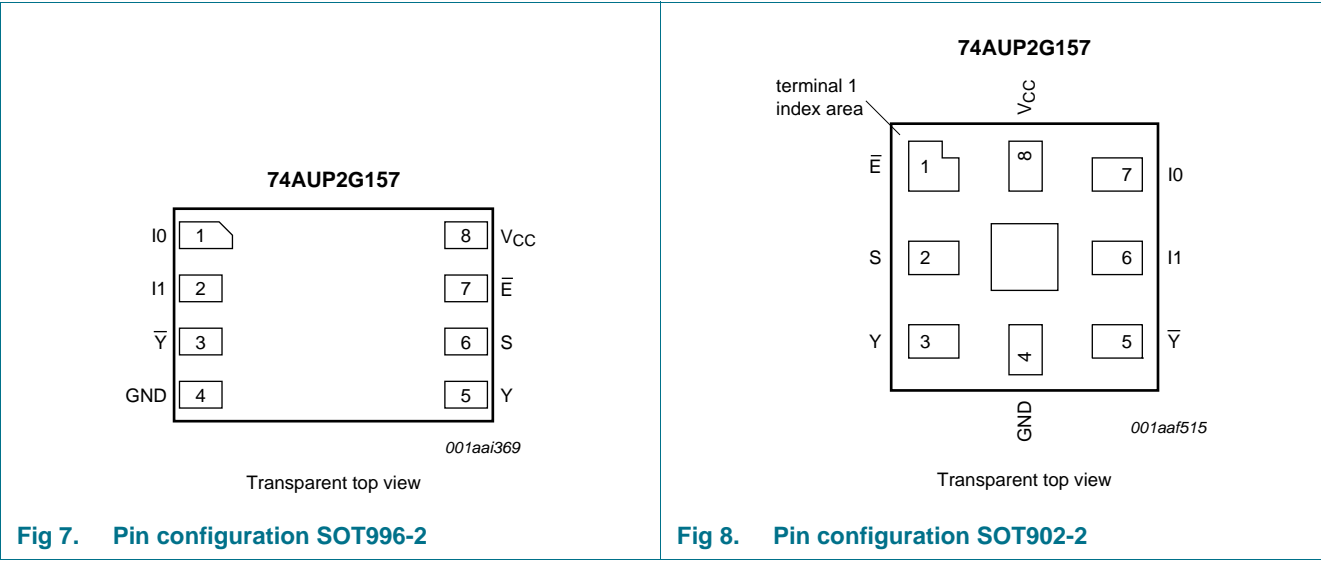 74AUP2G157
I0 1 8 VCC
I1 2 7 E̅
Y̅ 3 6 S
GND 4 5 Y
001aai369
Transparent top view
Fig 7. Pin configuration SOT996-2
74AUP2G157
terminal 1
index area
VCC
E̅ 1 8 7 I0
S 2 6 I1
Y 3 4 5 Y̅
GND
001aaf515
Transparent top view
Fig 8. Pin configuration SOT902-2